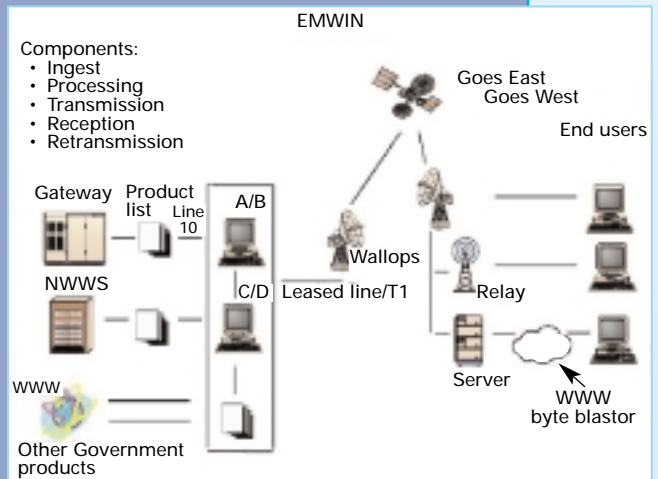 EMWIN
Components:
• Ingest
• Processing
• Transmission
• Reception
• Retransmission
Goes East
Goes West
End users
Gateway
Product
list
Line
10
A/B
Wallops
NWWS
C/D
Leased line/T1
Relay
Server
WWW
byte blastor
WWW
Other Government
products